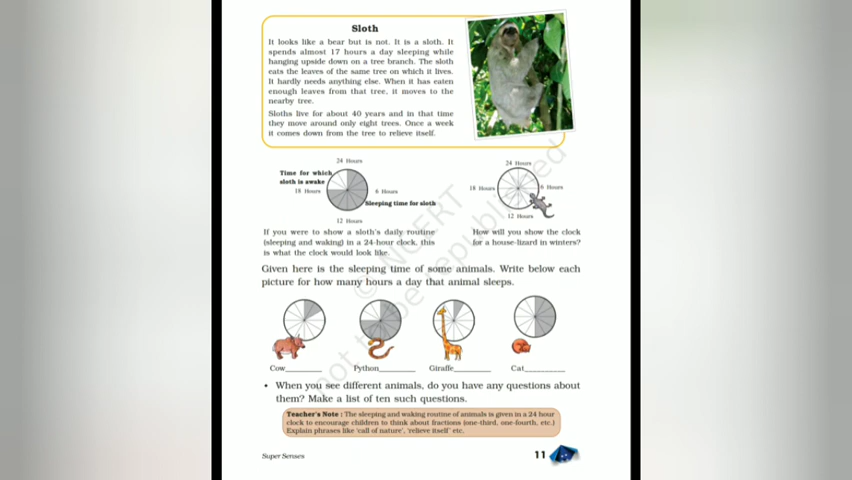 Sloth
It looks like a bear but is not. It is a sloth. It
spends almost 17 hours a day sleeping while
hanging upside down on a tree branch. The sloth
eats the leaves of the same tree on which it lives.
It hardly needs anything else. When it has eaten
enough leaves from that tree, it moves to the
nearby tree.
Sloths live for about 40 years and in that time
they move around only eight trees. Once a week
it comes down from the tree to relieve itself.
24 Hours
Time for which
sloth is awake
18 Hours
6 Hours
Sleeping time for sloth
12 Hours
24 Hours
18 Hours
6 Hours
12 Hours
If you were to show a sloth's daily routine
(sleeping and waking) in a 24-hour clock, this
is what the clock would look like.
How will you show the clock
for a house-lizard in winters?
Given here is the sleeping time of some animals. Write below each
picture for how many hours a day that animal sleeps.
Cow________ Python________ Giraffe________ Cat_________
• When you see different animals, do you have any questions about
them? Make a list of ten such questions.
Teacher's Note : The sleeping and waking routine of animals is given in a 24 hour
clock to encourage children to think about fractions (one-third, one-fourth, etc.)
Explain phrases like 'call of nature', 'relieve itself' etc.
Super Senses
11
© NCERT
not to be republished